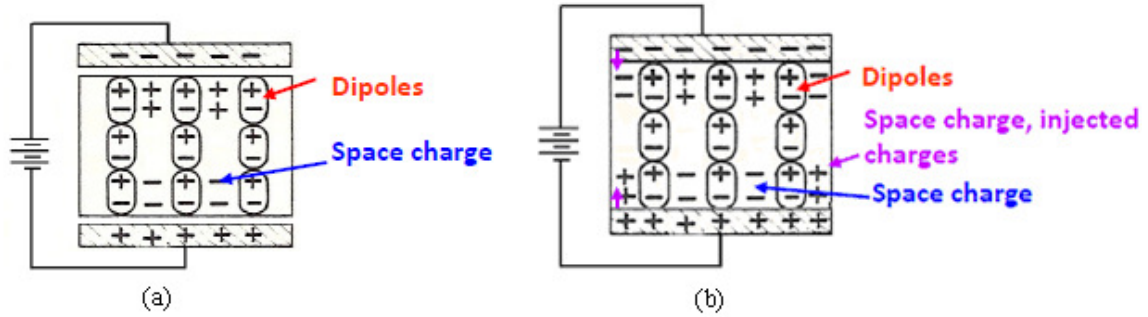 Dipoles
Space charge
(a)
Dipoles
Space charge, injected
charges
Space charge
(b)